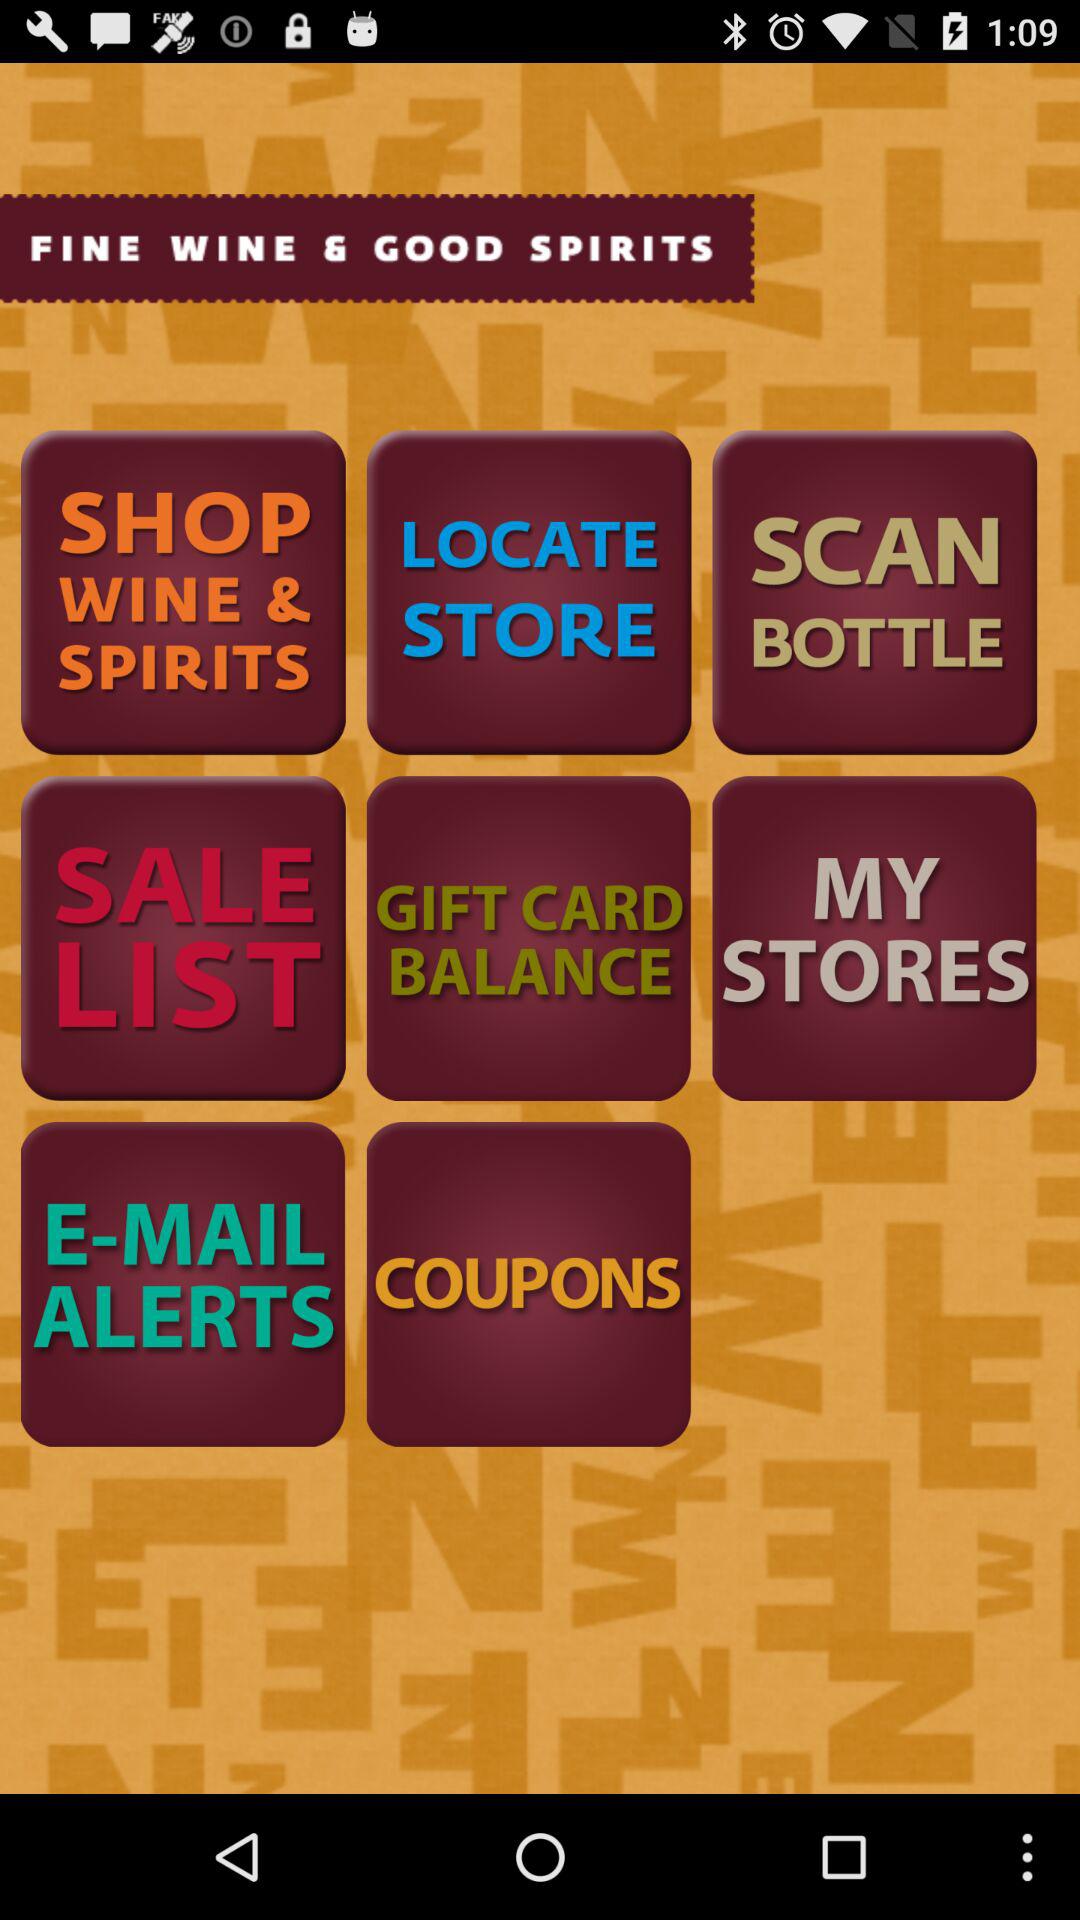 FAKE
1:09
FINE WINE & GOOD SPIRITS
SHOP
WINE &
SPIRITS
LOCATE
STORE
SCAN
BOTTLE
SALE
LIST
GIFT CARD
BALANCE
MY
STORES
E-MAIL
ALERTS
COUPONS